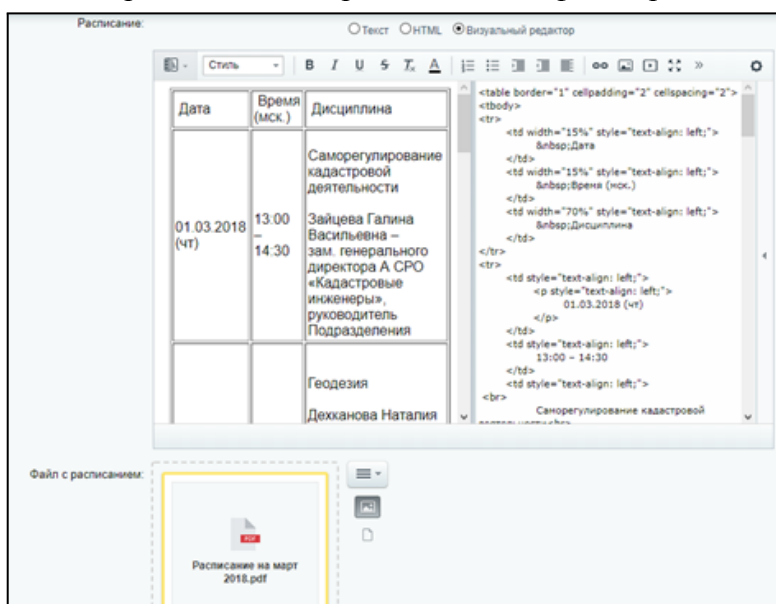 Расписание:
Текст HTML Визуальный редактор
Стиль B I U S Tx A »
Дата
Время (мск.)
Дисциплина
01.03.2018 (чт)
13:00
–
14:30
Саморегулирование
кадастровой
деятельности
Зайцева Галина
Васильевна –
зам. генерального
директора А СРО
«Кадастровые
инженеры»,
руководитель
Подразделения
Геодезия
Дехканова Наталия
<table border="1" cellpadding="2" cellspacing="2">
<tbody>
<tr>
<td width="15%" style="text-align: left;">
&nbsp;Дата
</td>
<td width="15%" style="text-align: left;">
&nbsp;Время (мск.)
</td>
<td width="70%" style="text-align: left;">
&nbsp;Дисциплина
</td>
</tr>
<tr>
<td style="text-align: left;">
<p style="text-align: left;">
01.03.2018 (чт)
</p>
</td>
<td style="text-align: left;">
13:00 – 14:30
</td>
<td style="text-align: left;">
<br>
Саморегулирование кадастровой
деятельности<br>
Файл с расписанием:
PDF
Расписание на март
2018.pdf